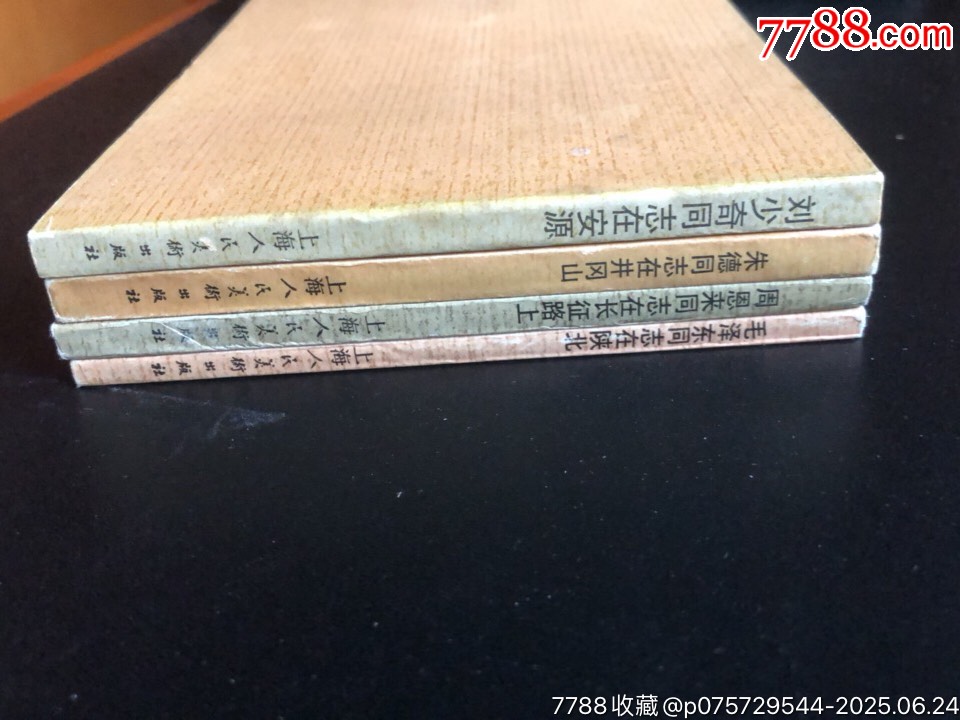 7788.com
刘少奇同志在安源 上海人民美術出版社
朱德同志在井冈山 上海人民美術出版社
周恩来同志在长征路上 上海人民美術出版社
毛泽东同志在陕北 上海人民美術出版社
7788收藏@p075729544-2025.06.24